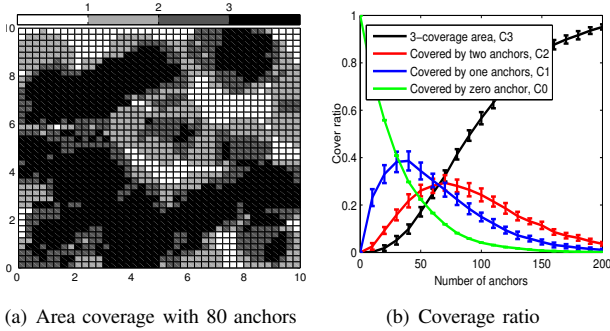 1 2 3
10
8
6
4
2
0
0 2 4 6 8 10
(a) Area coverage with 80 anchors
1
0.8
0.6
0.4
0.2
0
Cover ratio
3-coverage area, C3
Covered by two anchors, C2
Covered by one anchors, C1
Covered by zero anchor, C0
0 50 100 150 200
Number of anchors
(b) Coverage ratio